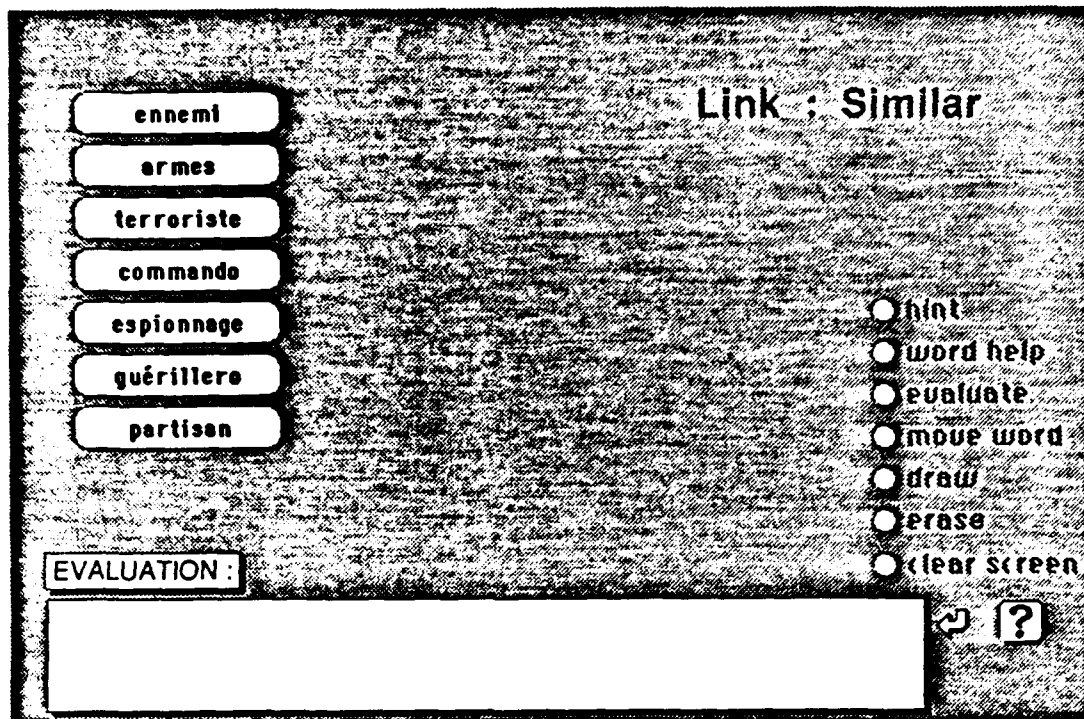 Link : Similar
ennemi
armes
terroriste
commando
espionnage
guérillero
partisan
hint
word help
evaluate
move word
draw
erase
clear screen
EVALUATION :
?